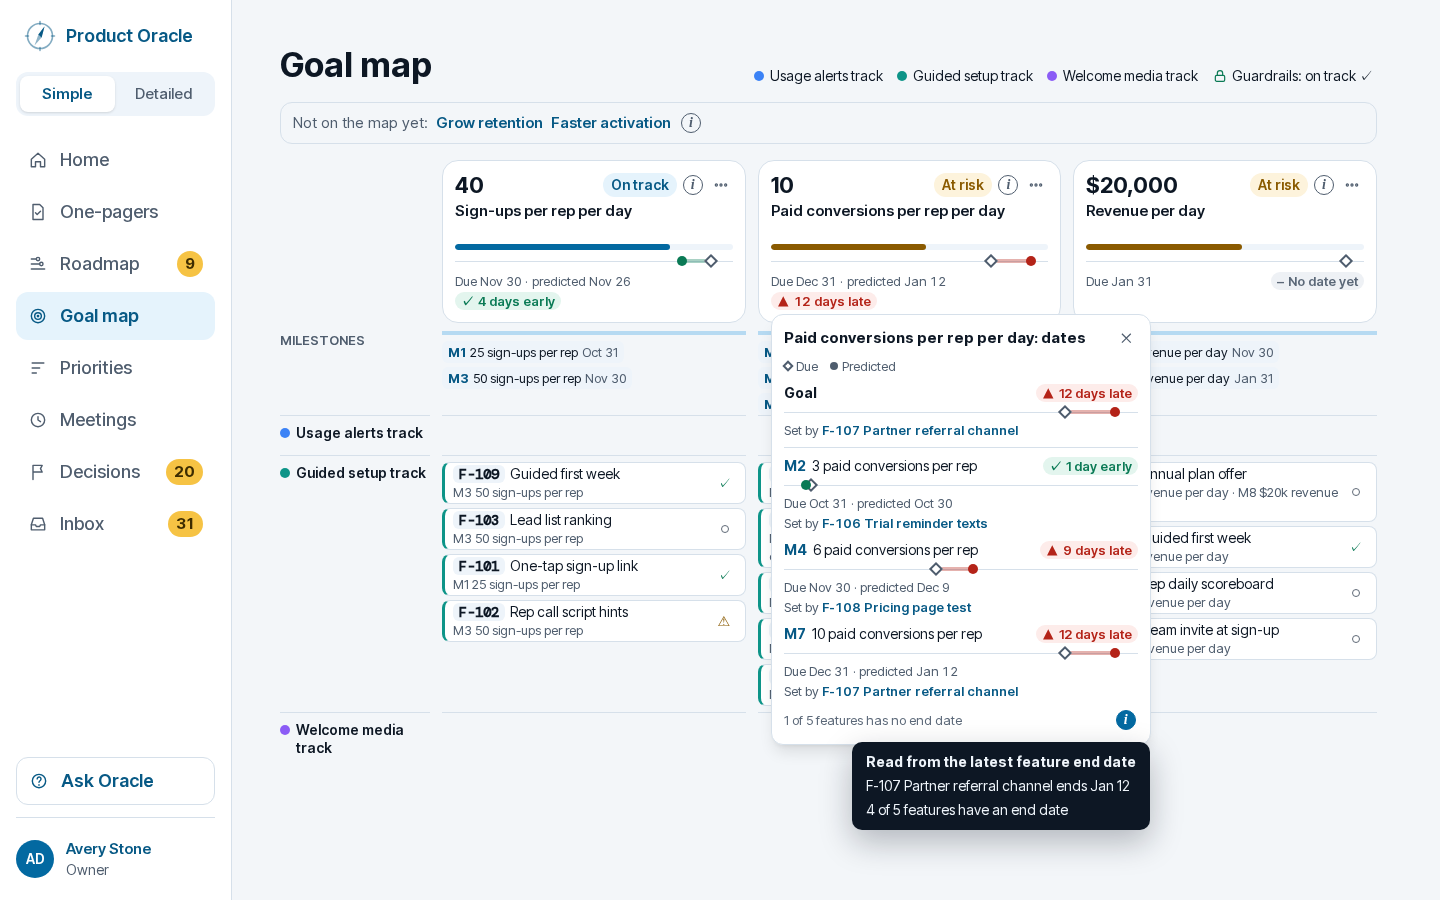 Product Oracle
Simple
Detailed
Home
One-pagers
Roadmap
9
Goal map
Priorities
Meetings
Decisions
20
Inbox
31
Ask Oracle
AD
Avery Stone
Owner
Goal map
Usage alerts track
Guided setup track
Welcome media track
Guardrails: on track ✓
Not on the map yet: Grow retention Faster activation i
40
On track
i
Sign-ups per rep per day
Due Nov 30 · predicted Nov 26
✓ 4 days early
10
At risk
i
Paid conversions per rep per day
Due Dec 31 · predicted Jan 12
▲ 12 days late
$20,000
At risk
i
Revenue per day
Due Jan 31
– No date yet
MILESTONES
M1 25 sign-ups per rep Oct 31
M3 50 sign-ups per rep Nov 30
enue per day Nov 30
enue per day Jan 31
Usage alerts track
Guided setup track
F-109 Guided first week
M3 50 sign-ups per rep
✓
F-103 Lead list ranking
M3 50 sign-ups per rep
F-101 One-tap sign-up link
M1 25 sign-ups per rep
✓
F-102 Rep call script hints
M3 50 sign-ups per rep
⚠
nnual plan offer
enue per day · M8 $20k revenue
uided first week
enue per day
✓
ep daily scoreboard
enue per day
eam invite at sign-up
enue per day
Welcome media
track
Paid conversions per rep per day: dates
Due
Predicted
Goal
▲ 12 days late
Set by F-107 Partner referral channel
M2 3 paid conversions per rep
✓ 1 day early
Due Oct 31 · predicted Oct 30
Set by F-106 Trial reminder texts
M4 6 paid conversions per rep
▲ 9 days late
Due Nov 30 · predicted Dec 9
Set by F-108 Pricing page test
M7 10 paid conversions per rep
▲ 12 days late
Due Dec 31 · predicted Jan 12
Set by F-107 Partner referral channel
1 of 5 features has no end date
i
Read from the latest feature end date
F-107 Partner referral channel ends Jan 12
4 of 5 features have an end date